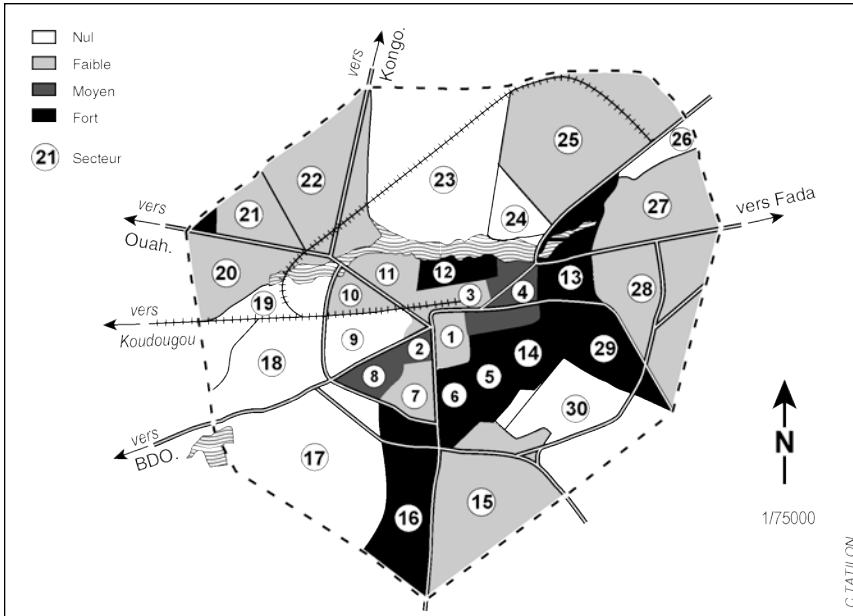 Nul
Faible
Moyen
Fort
21 Secteur
vers Kongo.
25
26
22
23
21
24
27
vers Fada
vers Ouah.
20
11
12
13
19
10
3
4
28
vers Koudougou
9
1
2
14
29
18
8
5
7
6
30
vers BDO.
17
15
16
N
1/75000
C.TATILON